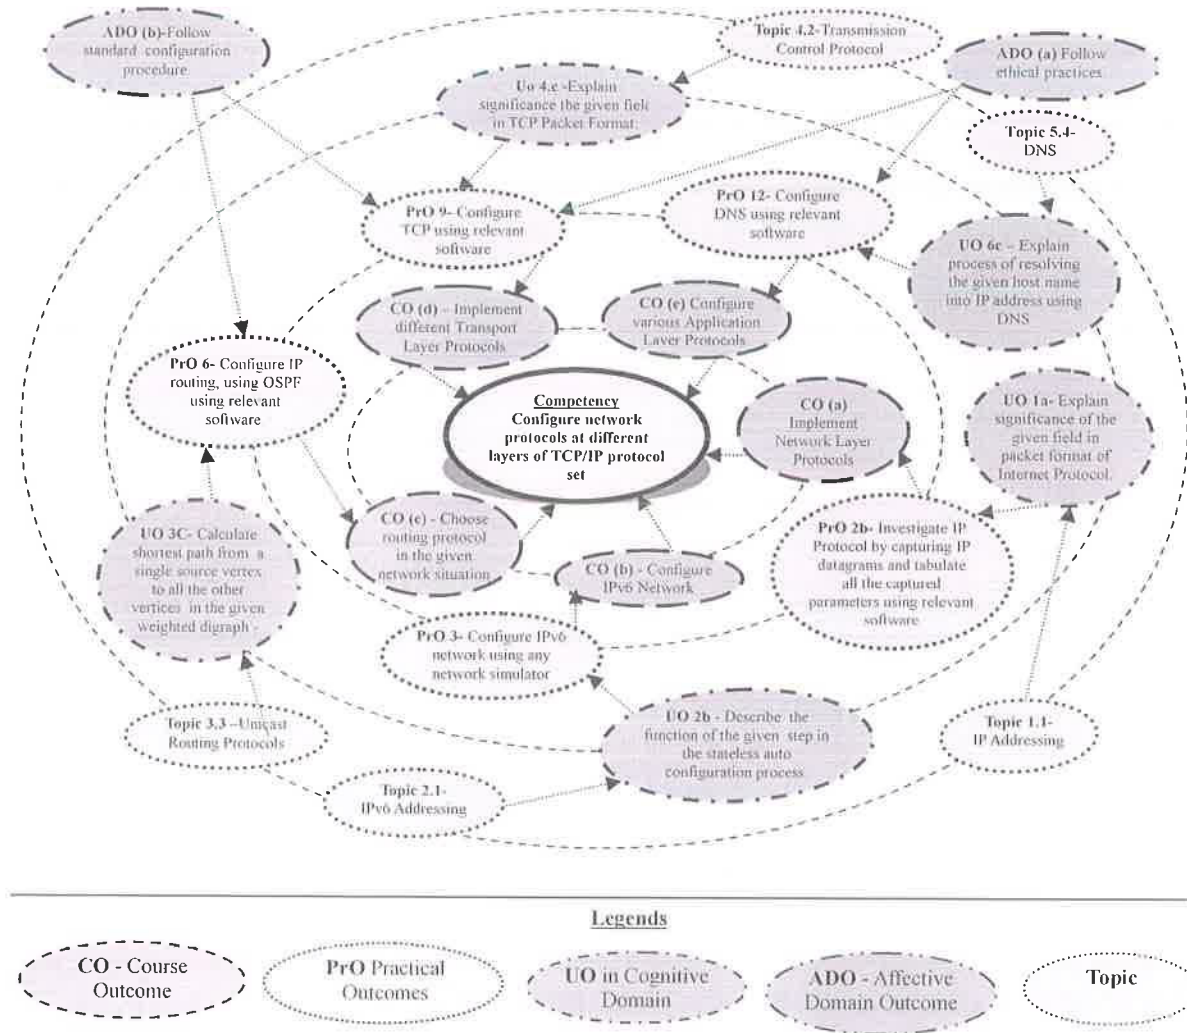 ADO (b)-Follow
standard configuration
procedure
Topic 4.2-Transmission
Control Protocol
ADO (a) Follow
ethical practices
Uo 4.c -Explain
significance the given field
in TCP Packet Format.
Topic 5.4-
DNS
PrO 9- Configure
TCP using relevant
software
PrO 12- Configure
DNS using relevant
software
UO 6c – Explain
process of resolving
the given host name
into IP address using
DNS
CO (d) – Implement
different Transport
Layer Protocols
CO (e) Configure
various Application
Layer Protocols
PrO 6- Configure IP
routing, using OSPF
using relevant
software
Competency
Configure network
protocols at different
layers of TCP/IP protocol
set
CO (a)
Implement
Network Layer
Protocols
UO 1a- Explain
significance of the
given field in
packet format of
Internet Protocol.
UO 3C- Calculate
shortest path from a
single source vertex
to all the other
vertices in the given
weighted digraph -
CO (c) - Choose
routing protocol
in the given
network situation
CO (b) - Configure
IPv6 Network
PrO 2b- Investigate IP
Protocol by capturing IP
datagrams and tabulate
all the captured
parameters using relevant
software
PrO 3- Configure IPv6
network using any
network simulator
Topic 3.3 –Unicast
Routing Protocols
UO 2b - Describe the
function of the given step in
the stateless auto
configuration process
Topic 1.1-
IP Addressing
Topic 2.1-
IPv6 Addressing
Legends
CO - Course
Outcome
PrO Practical
Outcomes
UO in Cognitive
Domain
ADO - Affective
Domain Outcome
Topic